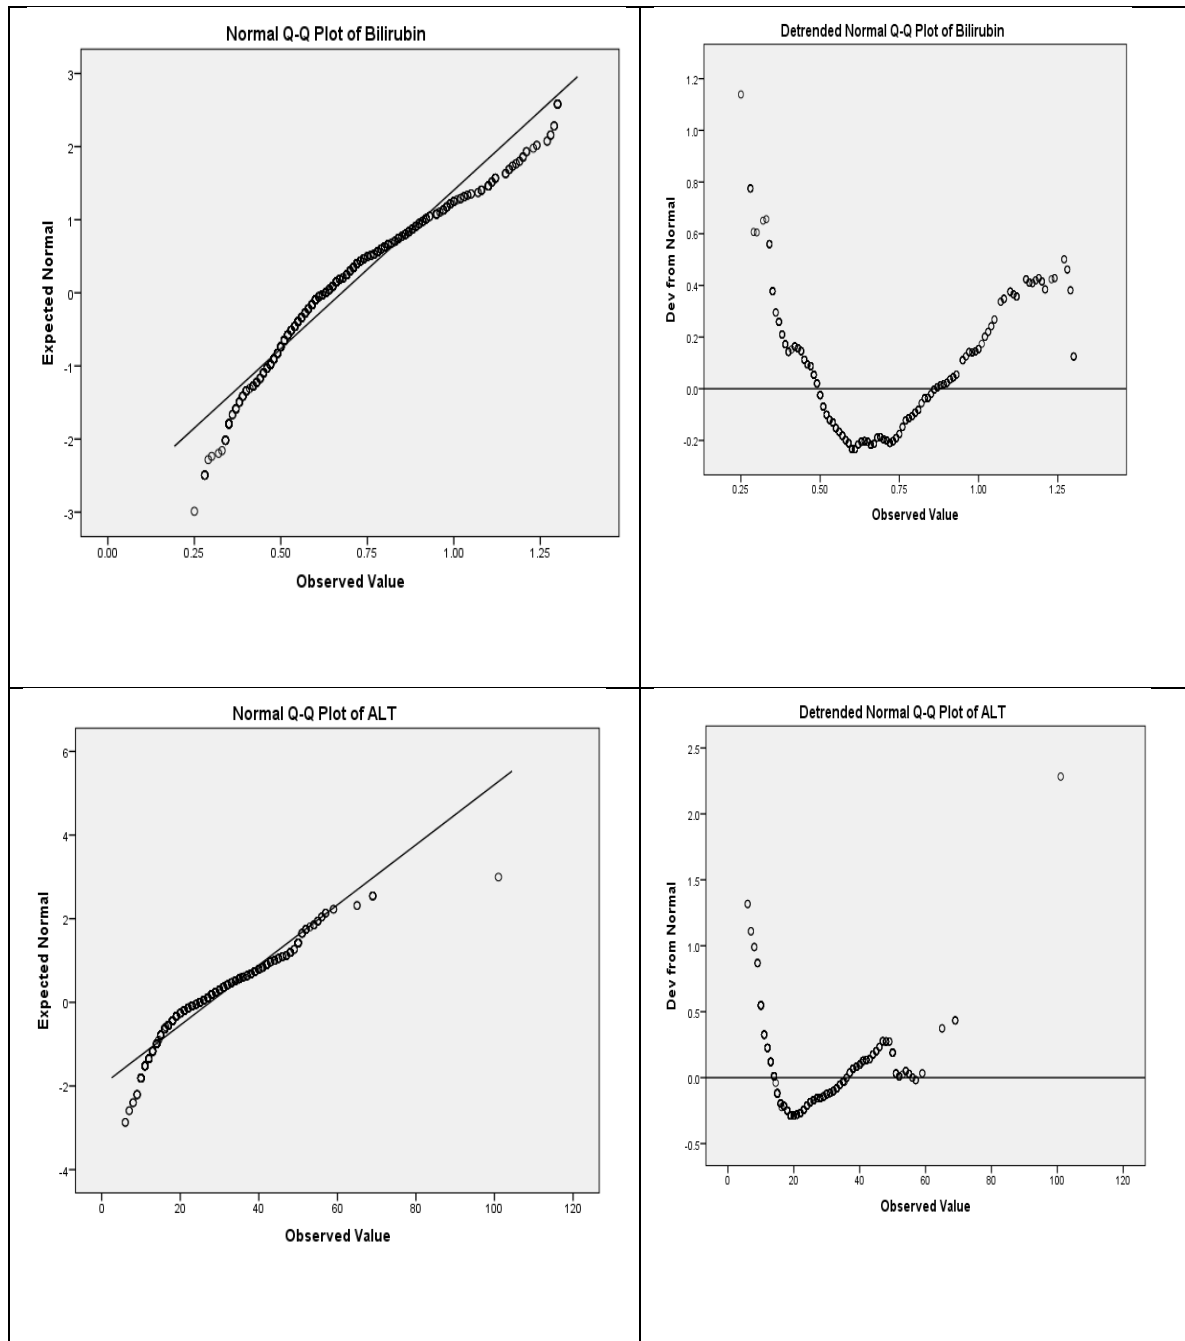 Normal Q-Q Plot of Bilirubin
Expected Normal
3
2
1
0
-1
-2
-3
0.00 0.25 0.50 0.75 1.00 1.25
Observed Value
Detrended Normal Q-Q Plot of Bilirubin
Dev from Normal
1.2
1.0
0.8
0.6
0.4
0.2
0.0
-0.2
0.25 0.50 0.75 1.00 1.25
Observed Value
Normal Q-Q Plot of ALT
Expected Normal
6
4
2
0
-2
-4
0 20 40 60 80 100 120
Observed Value
Detrended Normal Q-Q Plot of ALT
Dev from Normal
2.5
2.0
1.5
1.0
0.5
0.0
-0.5
0 20 40 60 80 100 120
Observed Value